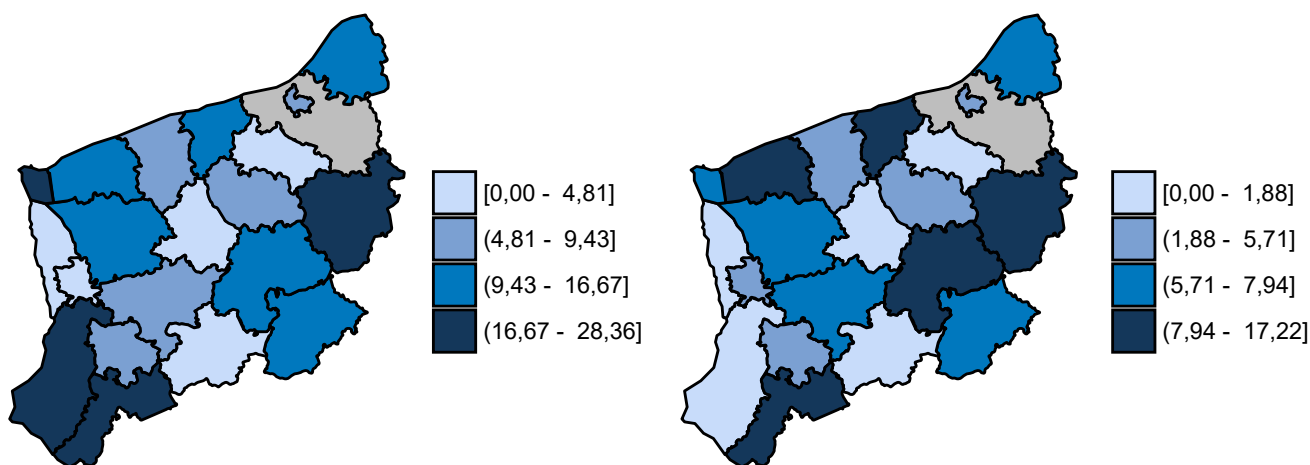 [0,00 - 4,81]
(4,81 - 9,43]
(9,43 - 16,67]
(16,67 - 28,36]
[0,00 - 1,88]
(1,88 - 5,71]
(5,71 - 7,94]
(7,94 - 17,22]